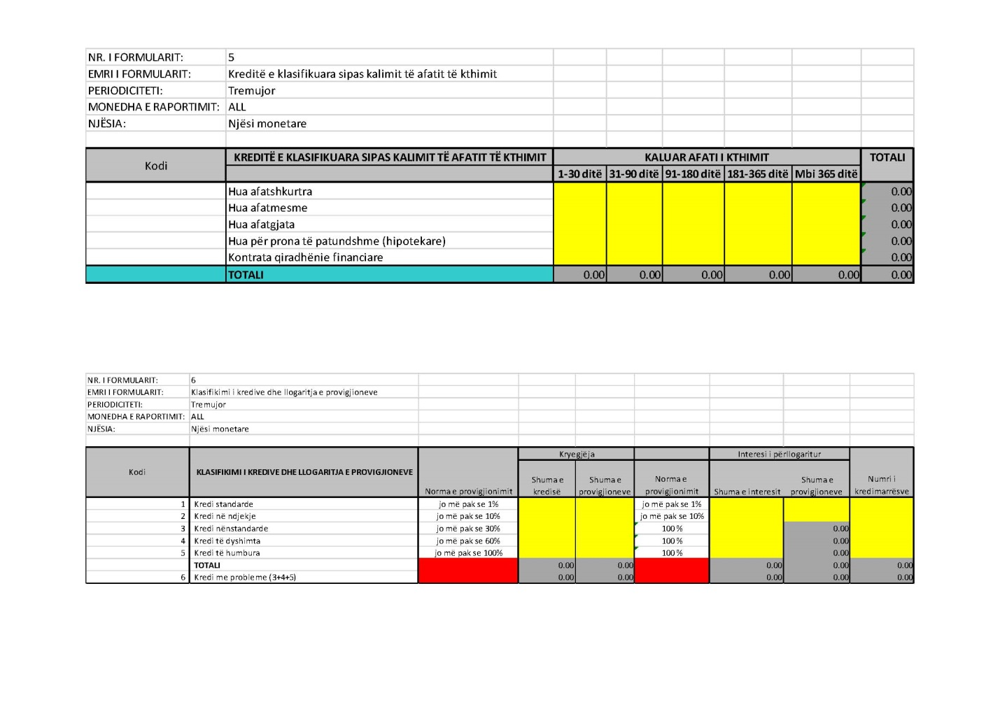 NR. I FORMULARIT: 5
EMRI I FORMULARIT: Kreditë e klasifikuara sipas kalimit të afatit të kthimit
PERIODICITETI: Tremujor
MONEDHA E RAPORTIMIT: ALL
NJËSIA: Njësi monetare
Kodi KREDITË E KLASIFIKUARA SIPAS KALIMIT TË AFATIT TË KTHIMIT KALUAR AFATI I KTHIMIT TOTALI
1-30 ditë 31-90 ditë 91-180 ditë 181-365 ditë Mbi 365 ditë
Hua afatshkurtra 0.00
Hua afatmesme 0.00
Hua afatgjata 0.00
Hua për prona të patundshme (hipotekare) 0.00
Kontrata qiradhënie financiare 0.00
TOTALI 0.00 0.00 0.00 0.00 0.00 0.00
NR. I FORMULARIT: 6
EMRI I FORMULARIT: Klasifikimi i kredive dhe llogaritja e provigjioneve
PERIODICITETI: Tremujor
MONEDHA E RAPORTIMIT: ALL
NJËSIA: Njësi monetare
Kryegjëja Interesi i përllogaritur
Kodi KLASIFIKIMI I KREDIVE DHE LLOGARITJA E PROVIGJIONEVE
Shuma e Shuma e Norma e Shuma e Numri i
Norma e provigjionimit kredisë provigjioneve provigjionimit Shuma e interesit provigjioneve kredimarrësve
1 Kredi standarde jo më pak se 1% jo më pak se 1%
2 Kredi në ndjekje jo më pak se 10% jo më pak se 10%
3 Kredi nënstandarde jo më pak se 30% 100 % 0.00
4 Kredi të dyshimta jo më pak se 60% 100 % 0.00
5 Kredi të humbura jo më pak se 100% 100 % 0.00
TOTALI 0.00 0.00 0.00 0.00 0.00
6 Kredi me probleme (3+4+5) 0.00 0.00 0.00 0.00 0.00